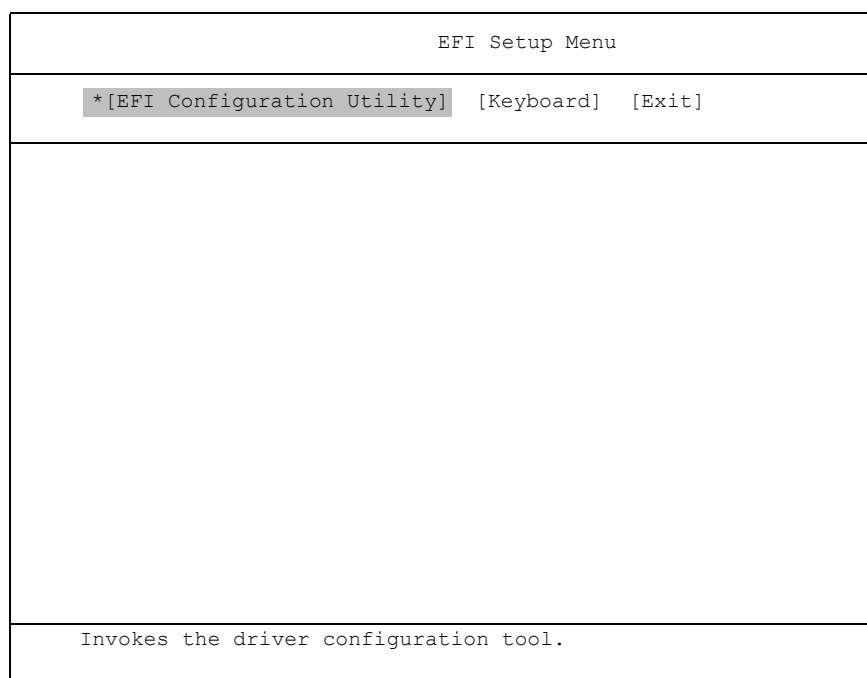 EFI Setup Menu
*[EFI Configuration Utility] [Keyboard] [Exit]
Invokes the driver configuration tool.